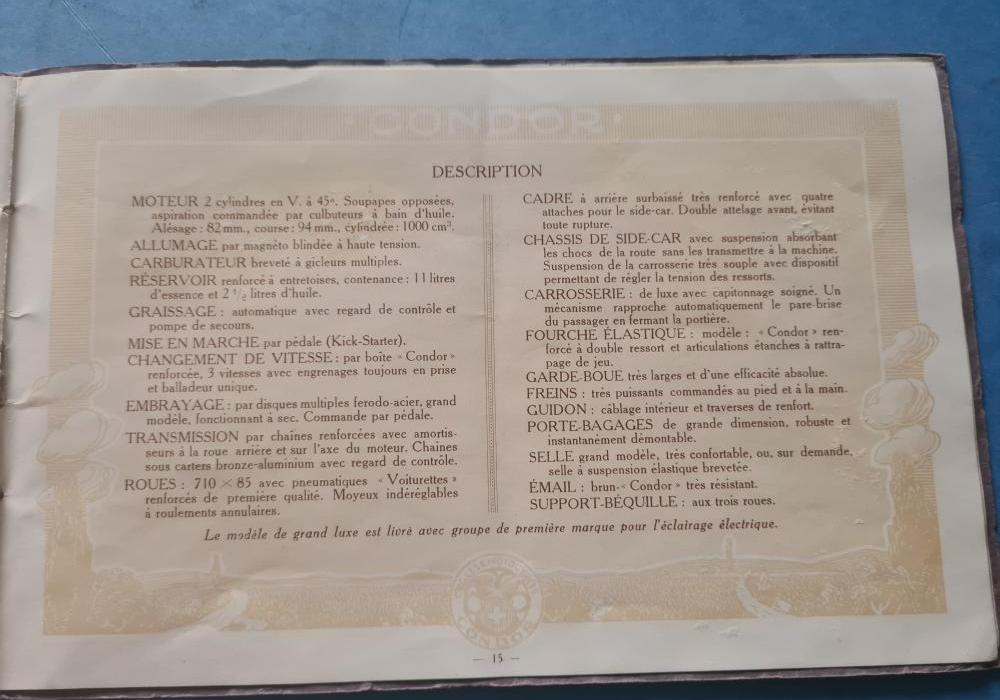 · CONDOR ·
DESCRIPTION
MOTEUR 2 cylindres en V. à 45°. Soupapes opposées,
aspiration commandée par culbuteurs à bain d'huile.
Alésage : 82 mm., course : 94 mm., cylindrée : 1000 cm³.
ALLUMAGE par magnéto blindée à haute tension.
CARBURATEUR breveté à gicleurs multiples.
RÉSERVOIR renforcé à entretoises, contenance : 11 litres
d'essence et 2 ¹/₂ litres d'huile.
GRAISSAGE : automatique avec regard de contrôle et
pompe de secours.
MISE EN MARCHE par pédale (Kick-Starter).
CHANGEMENT DE VITESSE : par boîte « Condor »
renforcée, 3 vitesses avec engrenages toujours en prise
et balladeur unique.
EMBRAYAGE : par disques multiples ferodo-acier, grand
modèle, fonctionnant à sec. Commande par pédale.
TRANSMISSION par chaînes renforcées avec amortis-
seurs à la roue arrière et sur l'axe du moteur. Chaînes
sous carters bronze-aluminium avec regard de contrôle.
ROUES : 710 × 85 avec pneumatiques « Voiturettes »
renforcés de première qualité. Moyeux indéréglables
à roulements annulaires.
CADRE à arrière surbaissé très renforcé avec quatre
attaches pour le side-car. Double attelage avant, évitant
toute rupture.
CHASSIS DE SIDE-CAR avec suspension absorbant
les chocs de la route sans les transmettre à la machine.
Suspension de la carrosserie très souple avec dispositif
permettant de régler la tension des ressorts.
CARROSSERIE : de luxe avec capitonnage soigné. Un
mécanisme rapproche automatiquement le pare-brise
du passager en fermant la portière.
FOURCHE ÉLASTIQUE : modèle : « Condor » ren-
forcé à double ressort et articulations étanches à rattra-
page de jeu.
GARDE-BOUE très larges et d'une efficacité absolue.
FREINS : très puissants commandés au pied et à la main.
GUIDON : câblage intérieur et traverses de renfort.
PORTE-BAGAGES de grande dimension, robuste et
instantanément démontable.
SELLE grand modèle, très confortable, ou, sur demande,
selle à suspension élastique brevetée.
ÉMAIL : brun-« Condor » très résistant.
SUPPORT-BÉQUILLE : aux trois roues.
Le modèle de grand luxe est livré avec groupe de première marque pour l'éclairage électrique.
CONDOR
— 15 —